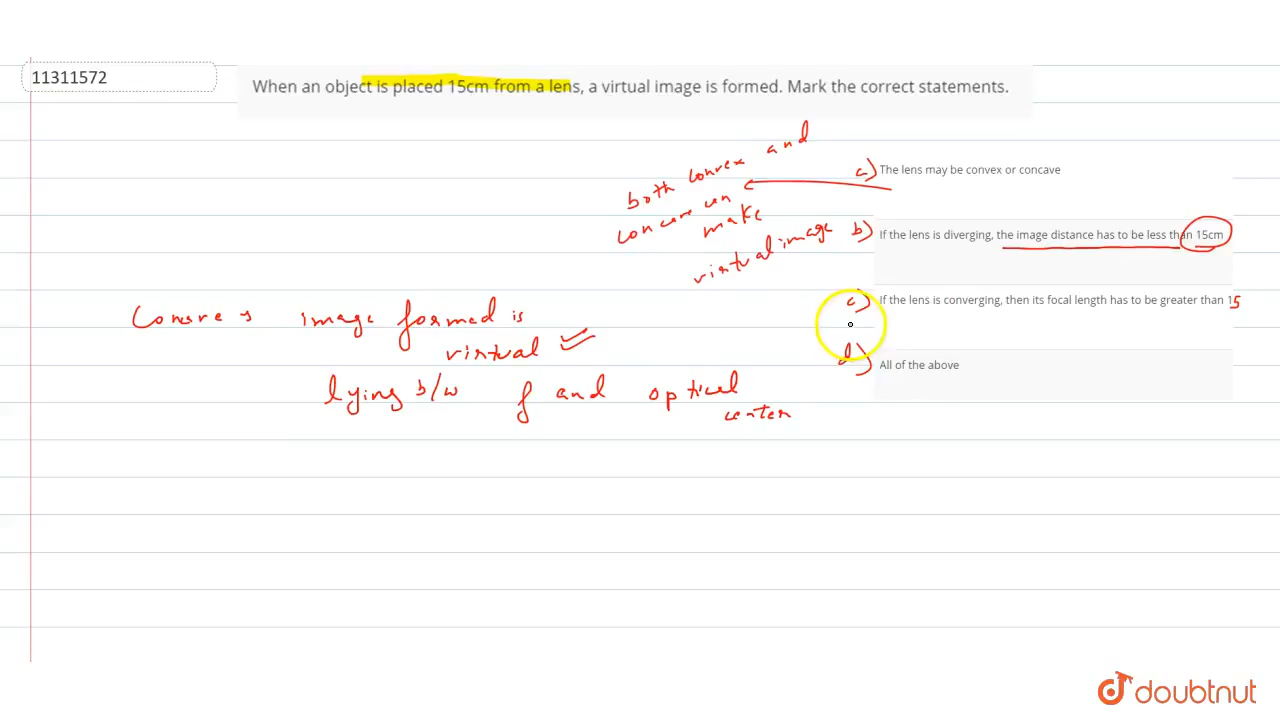 11311572
When an object is placed 15cm from a lens, a virtual image is formed. Mark the correct statements.
both convex and
concave can
make
virtual image
a) The lens may be convex or concave
b) If the lens is diverging, the image distance has to be less than 15cm
c) If the lens is converging, then its focal length has to be greater than 15
d) All of the above
Concave → image formed is
virtual
lying b/w f and optical
center
doubtnut